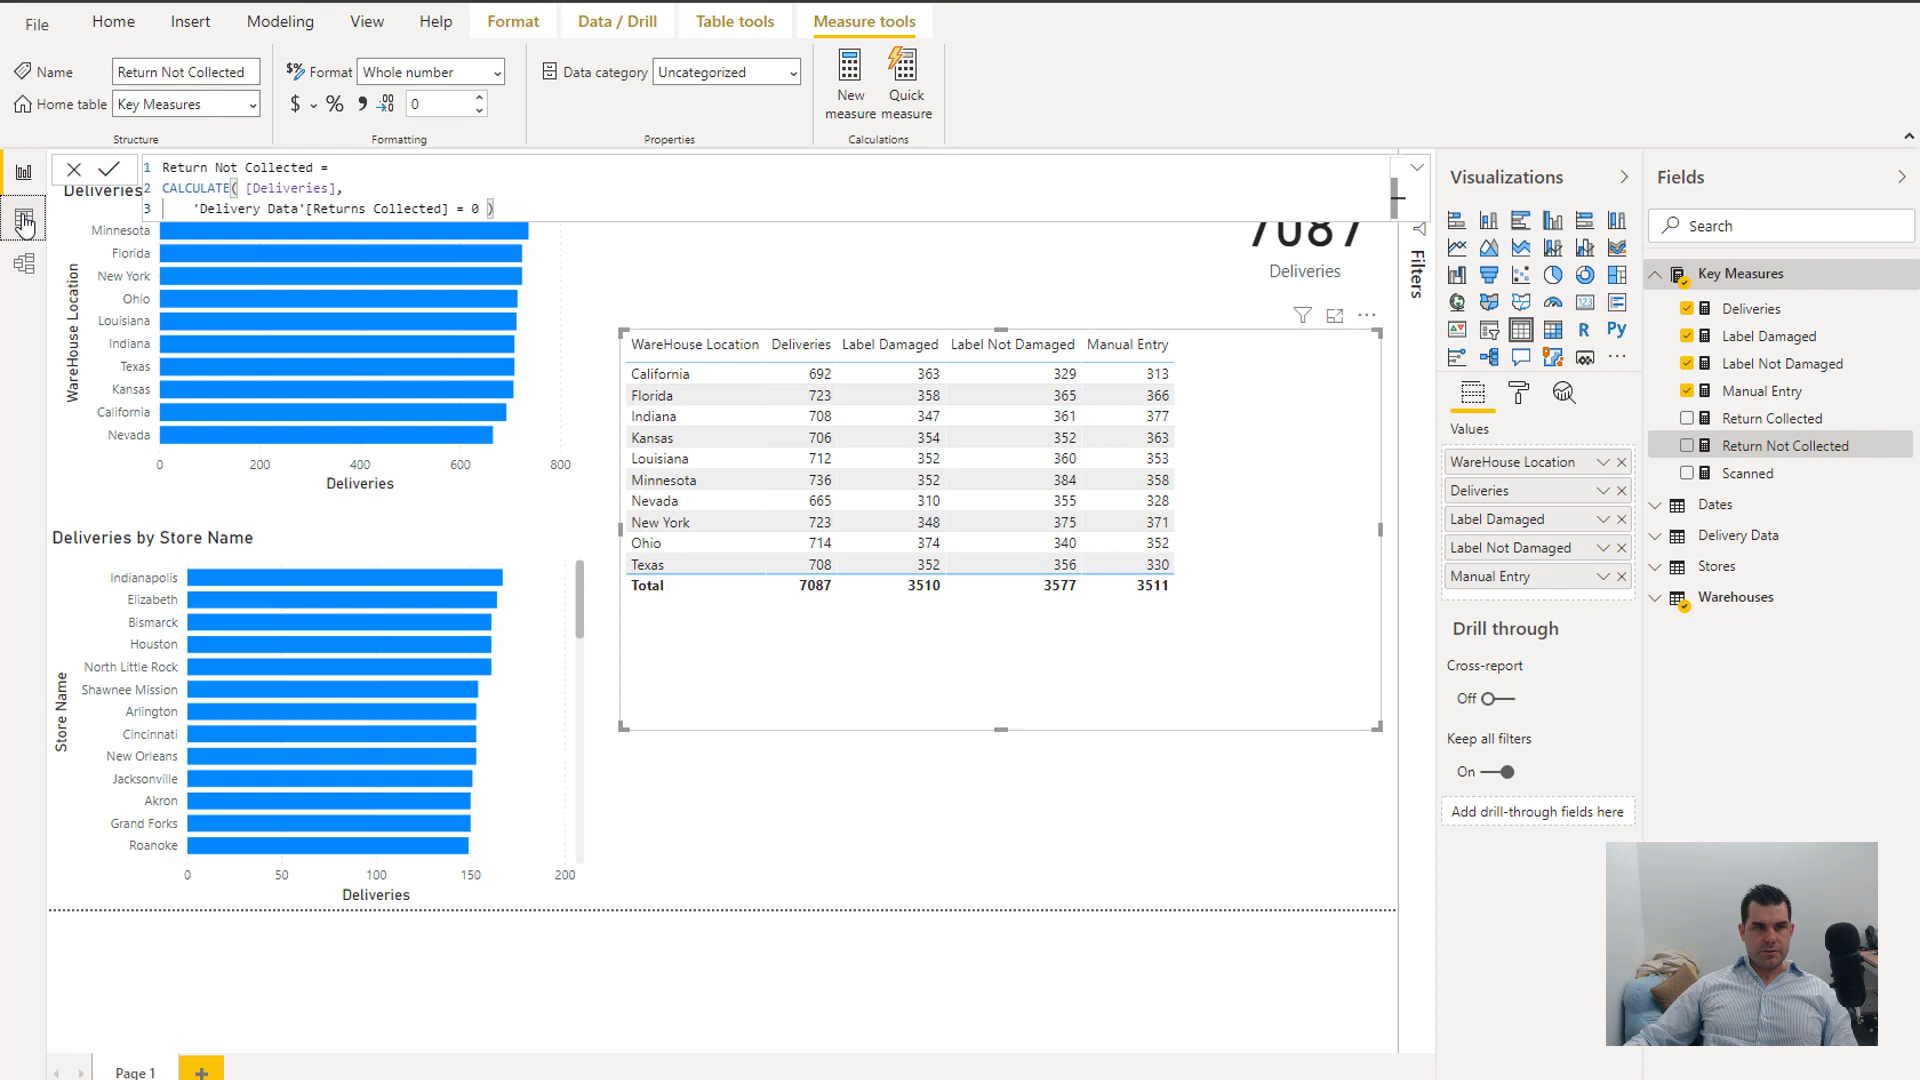 File
Home
Insert
Modeling
View
Help
Format
Data / Drill
Table tools
Measure tools
Name
Return Not Collected
Home table
Key Measures
Structure
Format
Whole number
$
%
0
Formatting
Data category
Uncategorized
Properties
New measure
Quick measure
Calculations
1 Return Not Collected =
2 CALCULATE( [Deliveries],
3 'Delivery Data'[Returns Collected] = 0 )
Deliveries
WareHouse Location
Minnesota
Florida
New York
Ohio
Louisiana
Indiana
Texas
Kansas
California
Nevada
0 200 400 600 800
Deliveries
7087
Deliveries
WareHouse Location Deliveries Label Damaged Label Not Damaged Manual Entry
California 692 363 329 313
Florida 723 358 365 366
Indiana 708 347 361 377
Kansas 706 354 352 363
Louisiana 712 352 360 353
Minnesota 736 352 384 358
Nevada 665 310 355 328
New York 723 348 375 371
Ohio 714 374 340 352
Texas 708 352 356 330
Total 7087 3510 3577 3511
Deliveries by Store Name
Store Name
Indianapolis
Elizabeth
Bismarck
Houston
North Little Rock
Shawnee Mission
Arlington
Cincinnati
New Orleans
Jacksonville
Akron
Grand Forks
Roanoke
0 50 100 150 200
Deliveries
Page 1
Filters
Visualizations
R
Py
123
Values
WareHouse Location
Deliveries
Label Damaged
Label Not Damaged
Manual Entry
Drill through
Cross-report
Off
Keep all filters
On
Add drill-through fields here
Fields
Search
Key Measures
Deliveries
Label Damaged
Label Not Damaged
Manual Entry
Return Collected
Return Not Collected
Scanned
Dates
Delivery Data
Stores
Warehouses